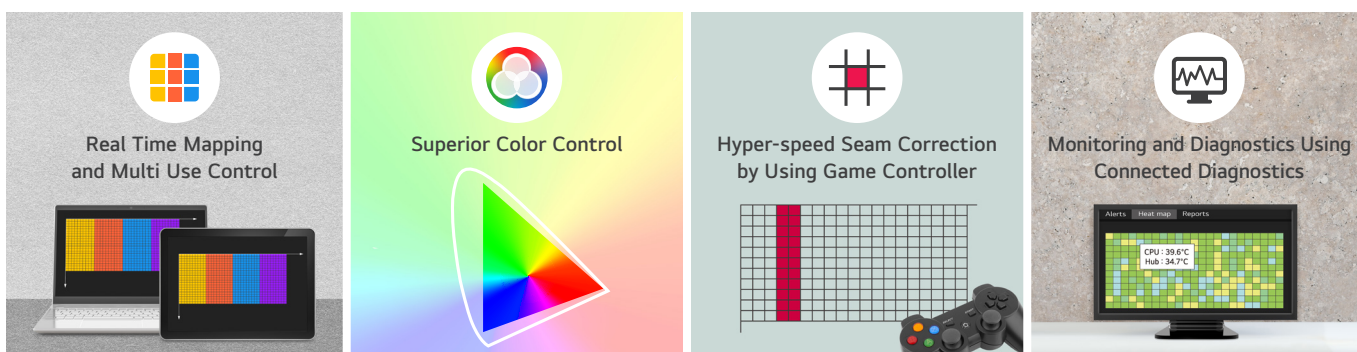 Real Time Mapping
and Multi Use Control
Superior Color Control
Hyper-speed Seam Correction
by Using Game Controller
Monitoring and Diagnostics Using
Connected Diagnostics
Alerts Heat map Reports
CPU : 39.6°C
Hub : 34.7°C